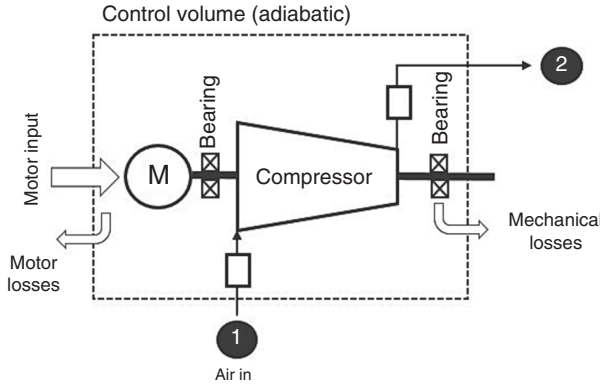 Control volume (adiabatic)
Motor input
M
Bearing
Compressor
Bearing
2
Motor
losses
Mechanical
losses
1
Air in